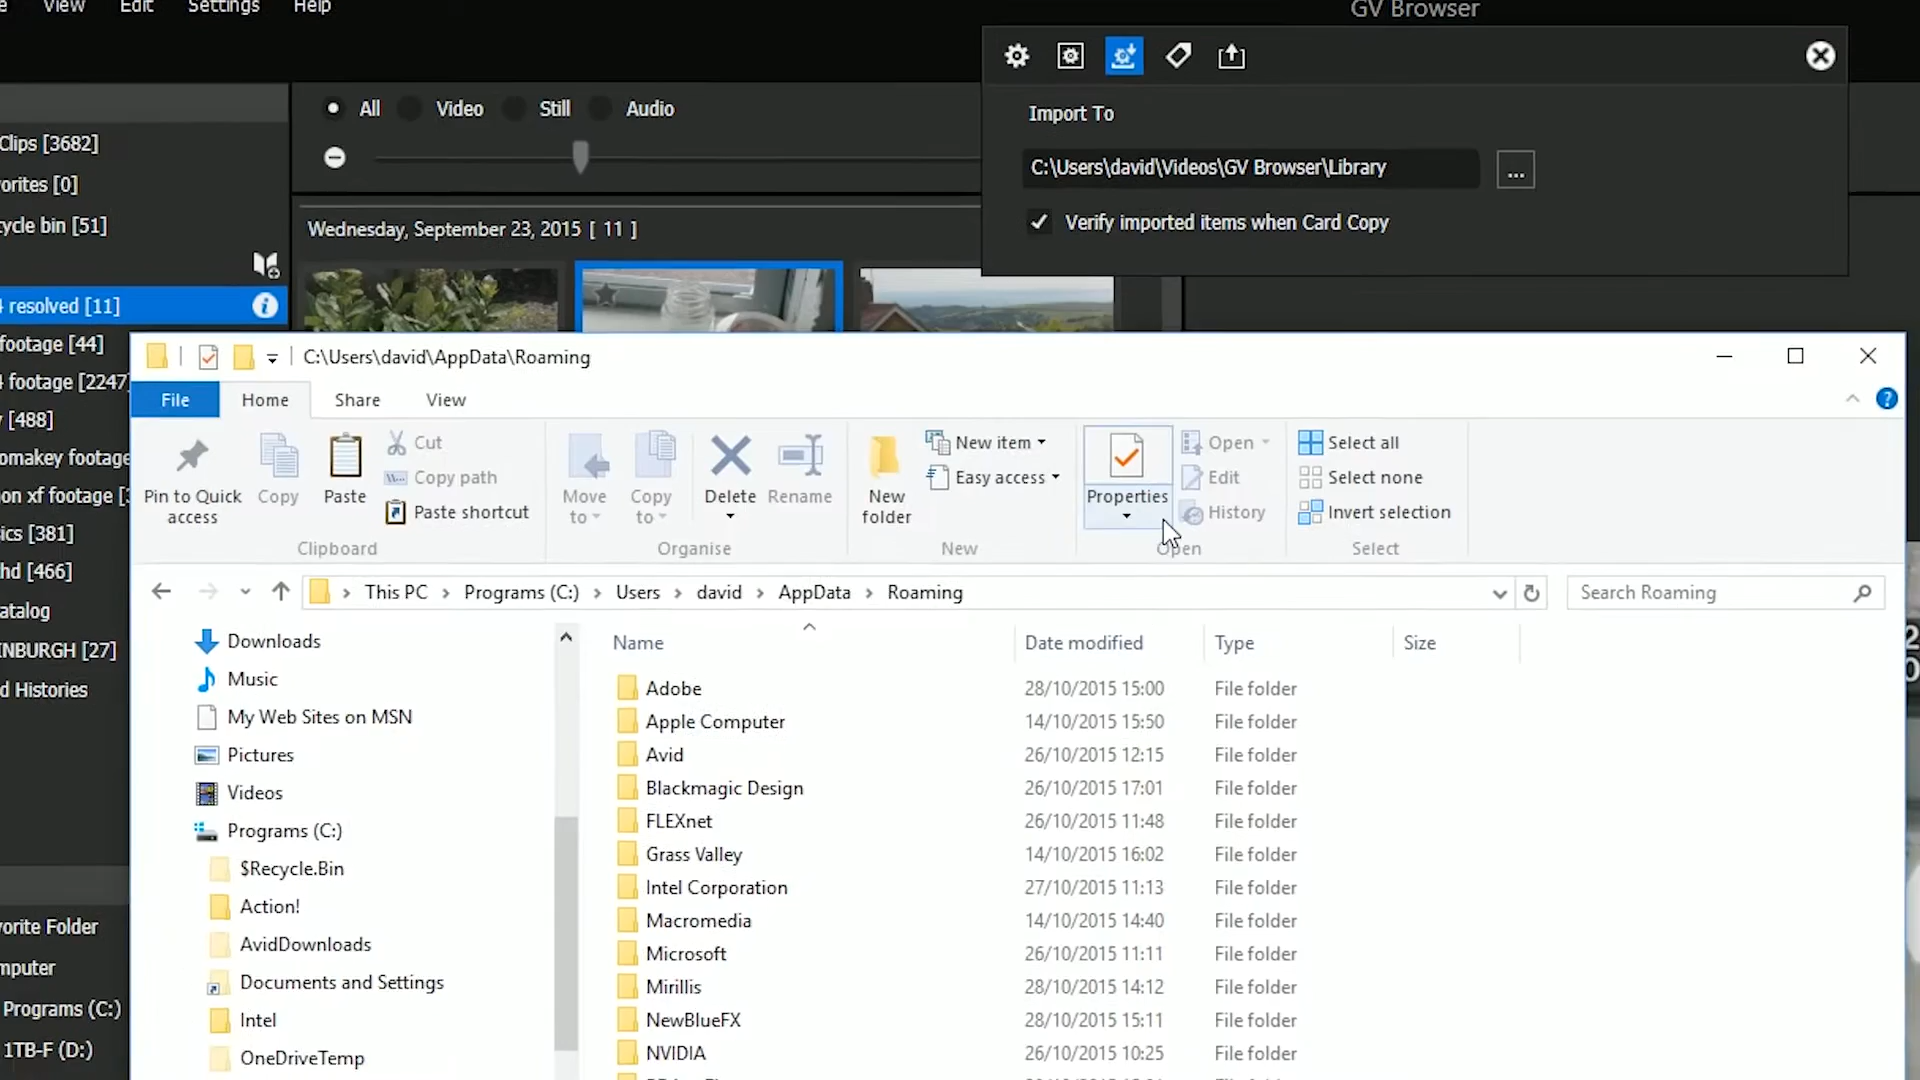 View Edit Settings Help
GV Browser
Import To
C:\Users\david\Videos\GV Browser\Library
...
Verify imported items when Card Copy
All Video Still Audio
Clips [3682]
orites [0]
ycle bin [51]
Wednesday, September 23, 2015 [ 11 ]
4 resolved [11]
footage [44]
4 footage [2247]
[488]
omakey footage
on xf footage [
ics [381]
hd [466]
atalog
INBURGH [27]
d Histories
orite Folder
mputer
Programs (C:)
1TB-F (D:)
C:\Users\david\AppData\Roaming
File Home Share View
Pin to Quick access
Copy
Paste
Cut
Copy path
Paste shortcut
Clipboard
Move to
Copy to
Delete
Rename
Organise
New folder
New item
Easy access
New
Properties
Open
Edit
History
Open
Select all
Select none
Invert selection
Select
This PC Programs (C:) Users david AppData Roaming
Search Roaming
Downloads
Music
My Web Sites on MSN
Pictures
Videos
Programs (C:)
$Recycle.Bin
Action!
AvidDownloads
Documents and Settings
Intel
OneDriveTemp
Name Date modified Type Size
Adobe 28/10/2015 15:00 File folder
Apple Computer 14/10/2015 15:50 File folder
Avid 26/10/2015 12:15 File folder
Blackmagic Design 26/10/2015 17:01 File folder
FLEXnet 26/10/2015 11:48 File folder
Grass Valley 14/10/2015 16:02 File folder
Intel Corporation 27/10/2015 11:13 File folder
Macromedia 14/10/2015 14:40 File folder
Microsoft 26/10/2015 11:11 File folder
Mirillis 28/10/2015 14:12 File folder
NewBlueFX 28/10/2015 15:11 File folder
NVIDIA 26/10/2015 10:25 File folder